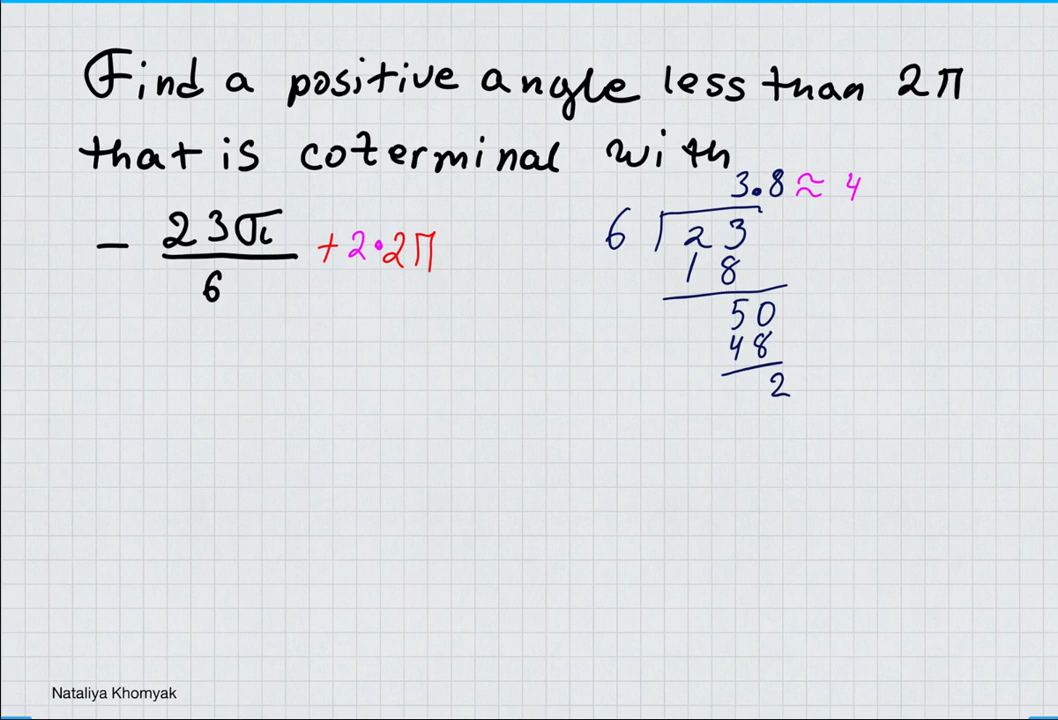 Find a positive angle less than 2π
that is coterminal with
3.8 ≈ 4
- 23π/6 + 2 • 2π
6 ⟌ 23
18
50
48
2
Nataliya Khomyak